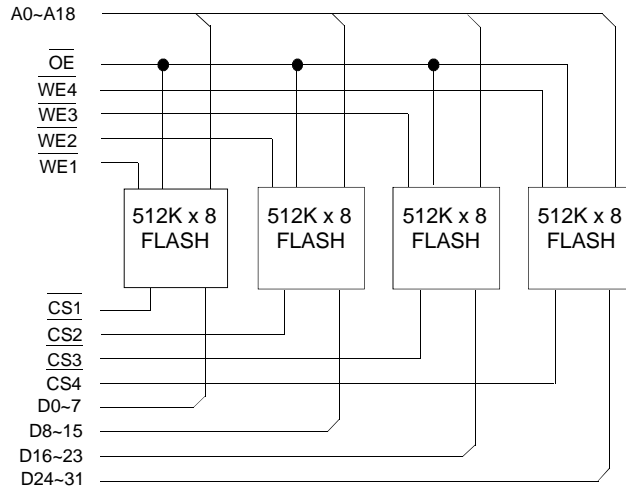 A0~A18
OE
WE4
WE3
WE2
WE1
512K x 8
FLASH
512K x 8
FLASH
512K x 8
FLASH
512K x 8
FLASH
CS1
CS2
CS3
CS4
D0~7
D8~15
D16~23
D24~31